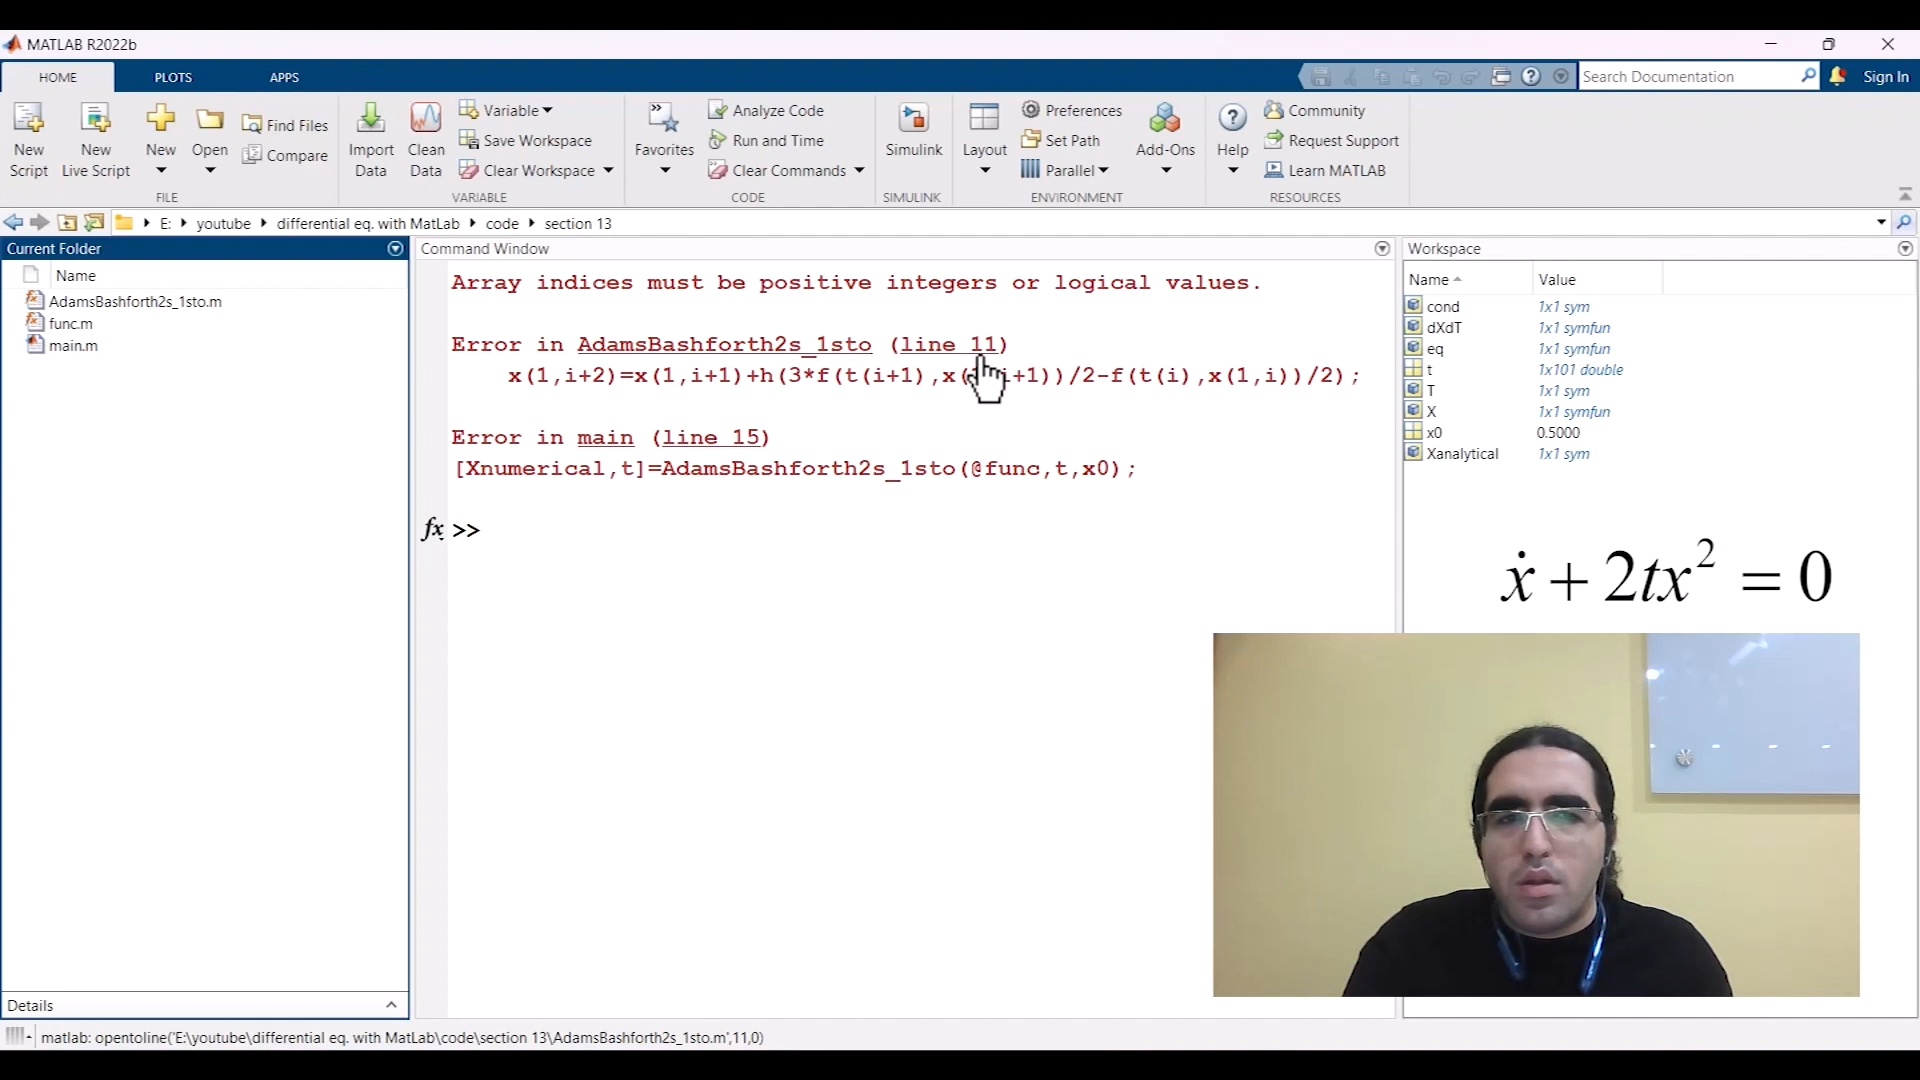 MATLAB R2022b
HOME PLOTS APPS
Search Documentation
Sign In
New Script
New Live Script
New
Open
Find Files
Compare
FILE
Import Data
Clean Data
Variable
Save Workspace
Clear Workspace
VARIABLE
Favorites
Analyze Code
Run and Time
Clear Commands
CODE
Simulink
SIMULINK
Layout
Preferences
Set Path
Parallel
Add-Ons
ENVIRONMENT
Help
Community
Request Support
Learn MATLAB
RESOURCES
E: youtube differential eq. with MatLab code section 13
Current Folder
Name
AdamsBashforth2s_1sto.m
func.m
main.m
Details
Command Window
Array indices must be positive integers or logical values.
Error in AdamsBashforth2s_1sto (line 11)
x(1,i+2)=x(1,i+1)+h(3*f(t(i+1),x( i+1))/2-f(t(i),x(1,i))/2);
Error in main (line 15)
[Xnumerical,t]=AdamsBashforth2s_1sto(@func,t,x0);
fx >>
Workspace
Name Value
cond 1x1 sym
dXdT 1x1 symfun
eq 1x1 symfun
t 1x101 double
T 1x1 sym
X 1x1 symfun
x0 0.5000
Xanalytical 1x1 sym
ẋ + 2tx² = 0
matlab: opentoline('E:\youtube\differential eq. with MatLab\code\section 13\AdamsBashforth2s_1sto.m',11,0)